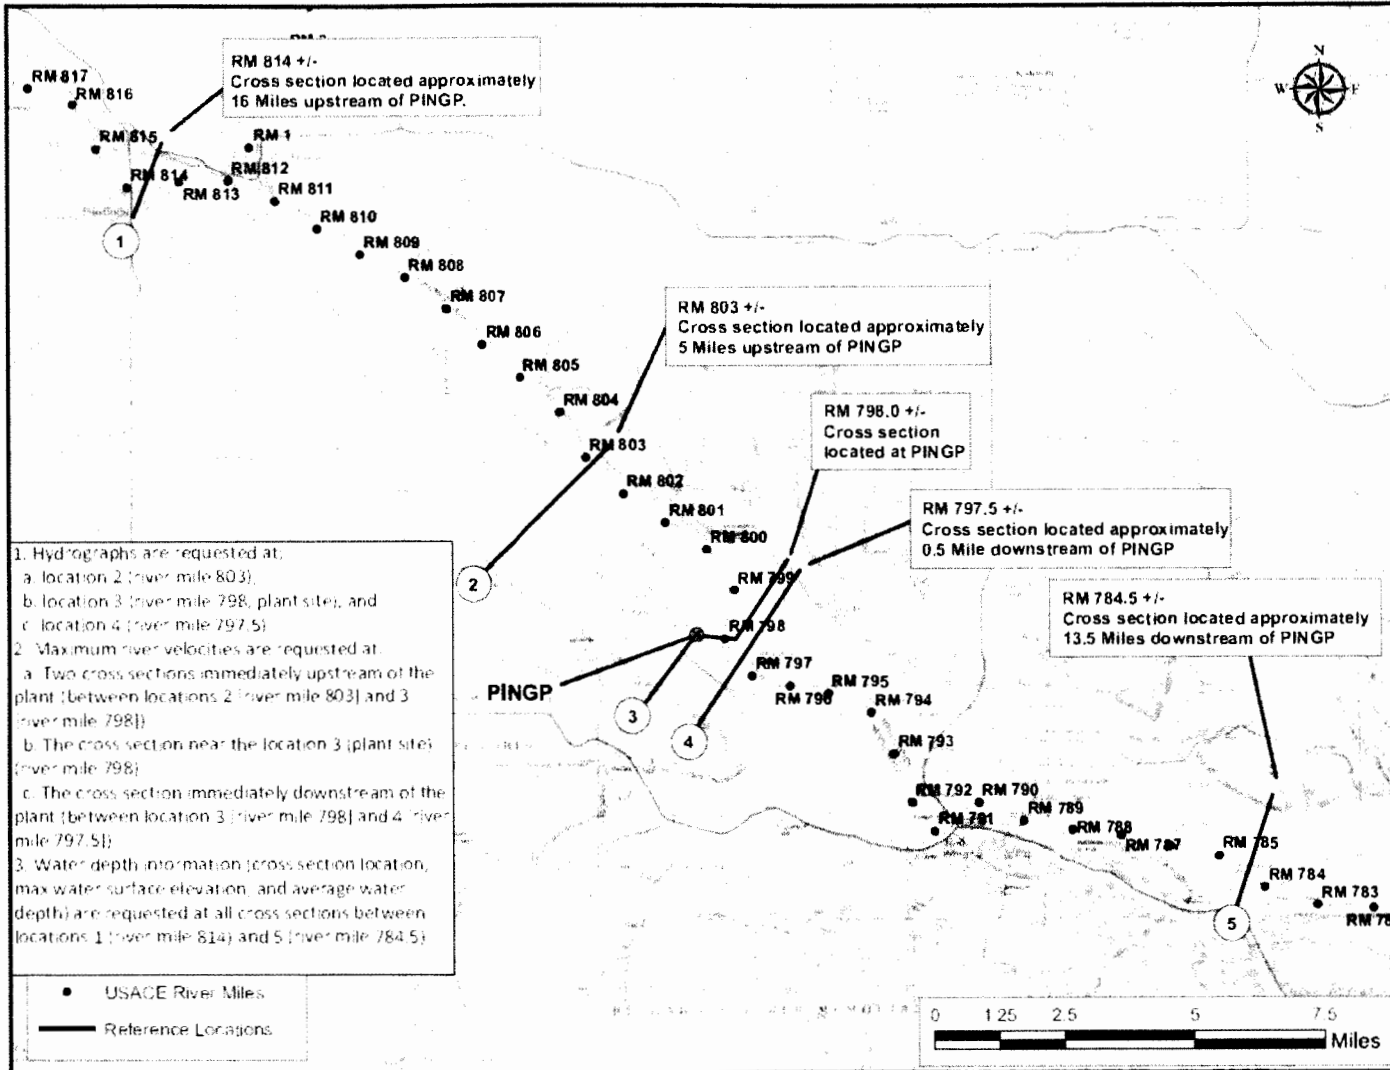 RM 817
RM 816
RM 815
RM 814
RM 813
RM 812
RM 1
RM 811
RM 810
RM 809
RM 808
RM 807
RM 806
RM 805
RM 804
RM 803
RM 802
RM 801
RM 800
RM 799
RM 798
RM 797
RM 796
RM 795
RM 794
RM 793
RM 792
RM 791
RM 790
RM 789
RM 788
RM 787
RM 785
RM 784
RM 783
RM 78
RM 814 +/-
Cross section located approximately
16 Miles upstream of PINGP.
RM 803 +/-
Cross section located approximately
5 Miles upstream of PINGP
RM 798.0 +/-
Cross section
located at PINGP
RM 797.5 +/-
Cross section located approximately
0.5 Mile downstream of PINGP
RM 784.5 +/-
Cross section located approximately
13.5 Miles downstream of PINGP
N
W E
S
1
2
3
4
5
PINGP
1. Hydrographs are requested at:
a. location 2 (river mile 803),
b. location 3 (river mile 798, plant site), and
c. location 4 (river mile 797.5)
2. Maximum river velocities are requested at:
a. Two cross sections immediately upstream of the
plant (between locations 2 [river mile 803] and 3
[river mile 798])
b. The cross section near the location 3 (plant site)
(river mile 798)
c. The cross section immediately downstream of the
plant (between location 3 [river mile 798] and 4 [river
mile 797.5])
3. Water depth information (cross section location,
max water surface elevation, and average water
depth) are requested at all cross sections between
locations 1 (river mile 814) and 5 (river mile 784.5)
USACE River Miles
Reference Locations
0 1.25 2.5 5 7.5
Miles